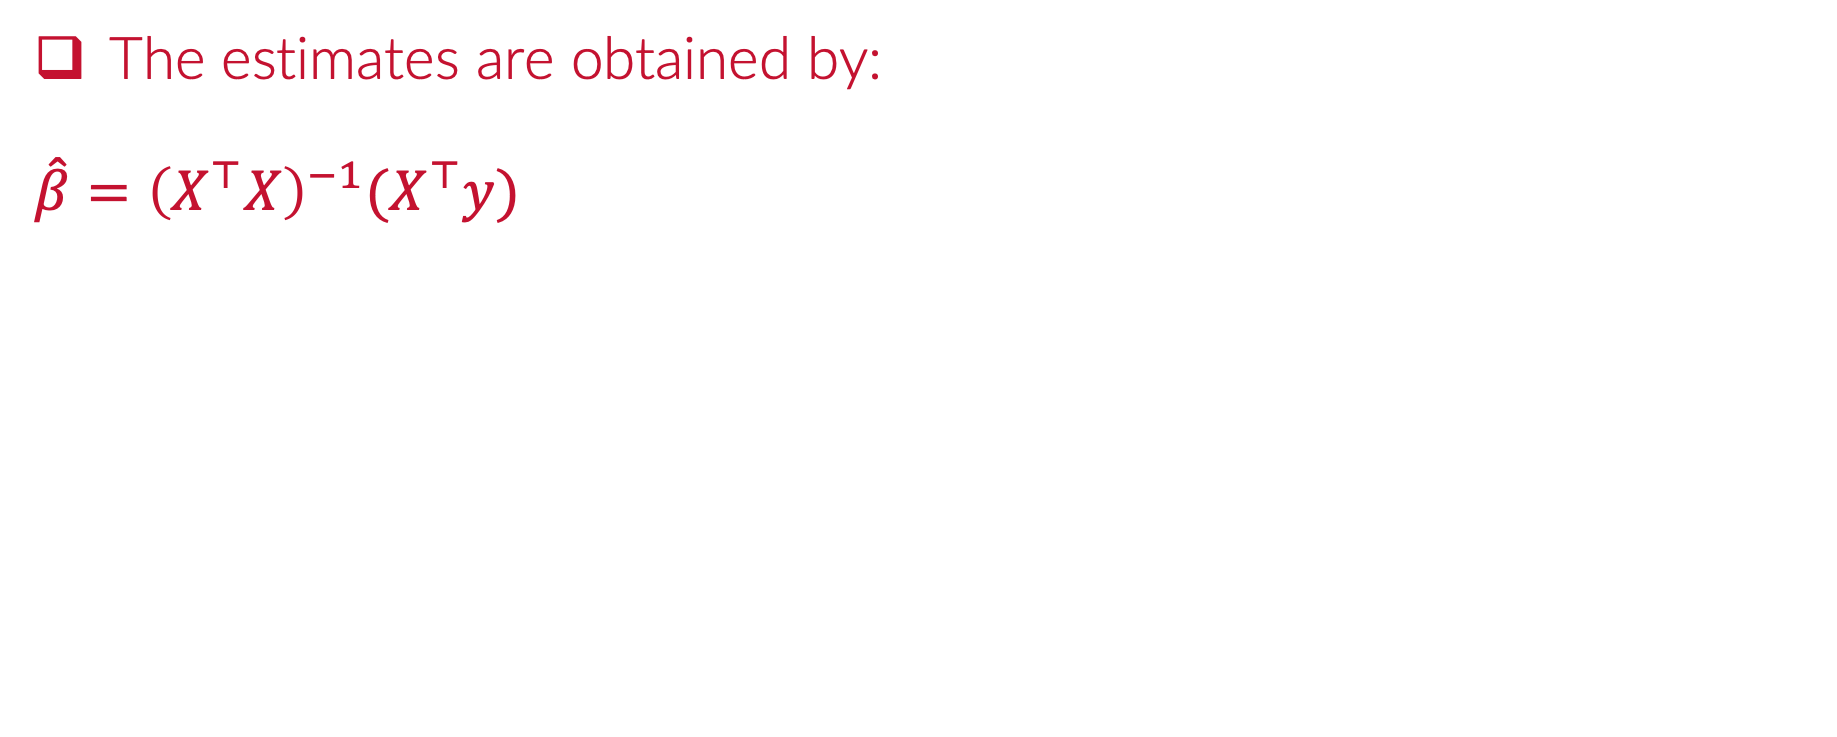 ❑ The estimates are obtained by:
β̂ = (X⊤X)⁻¹(X⊤y)